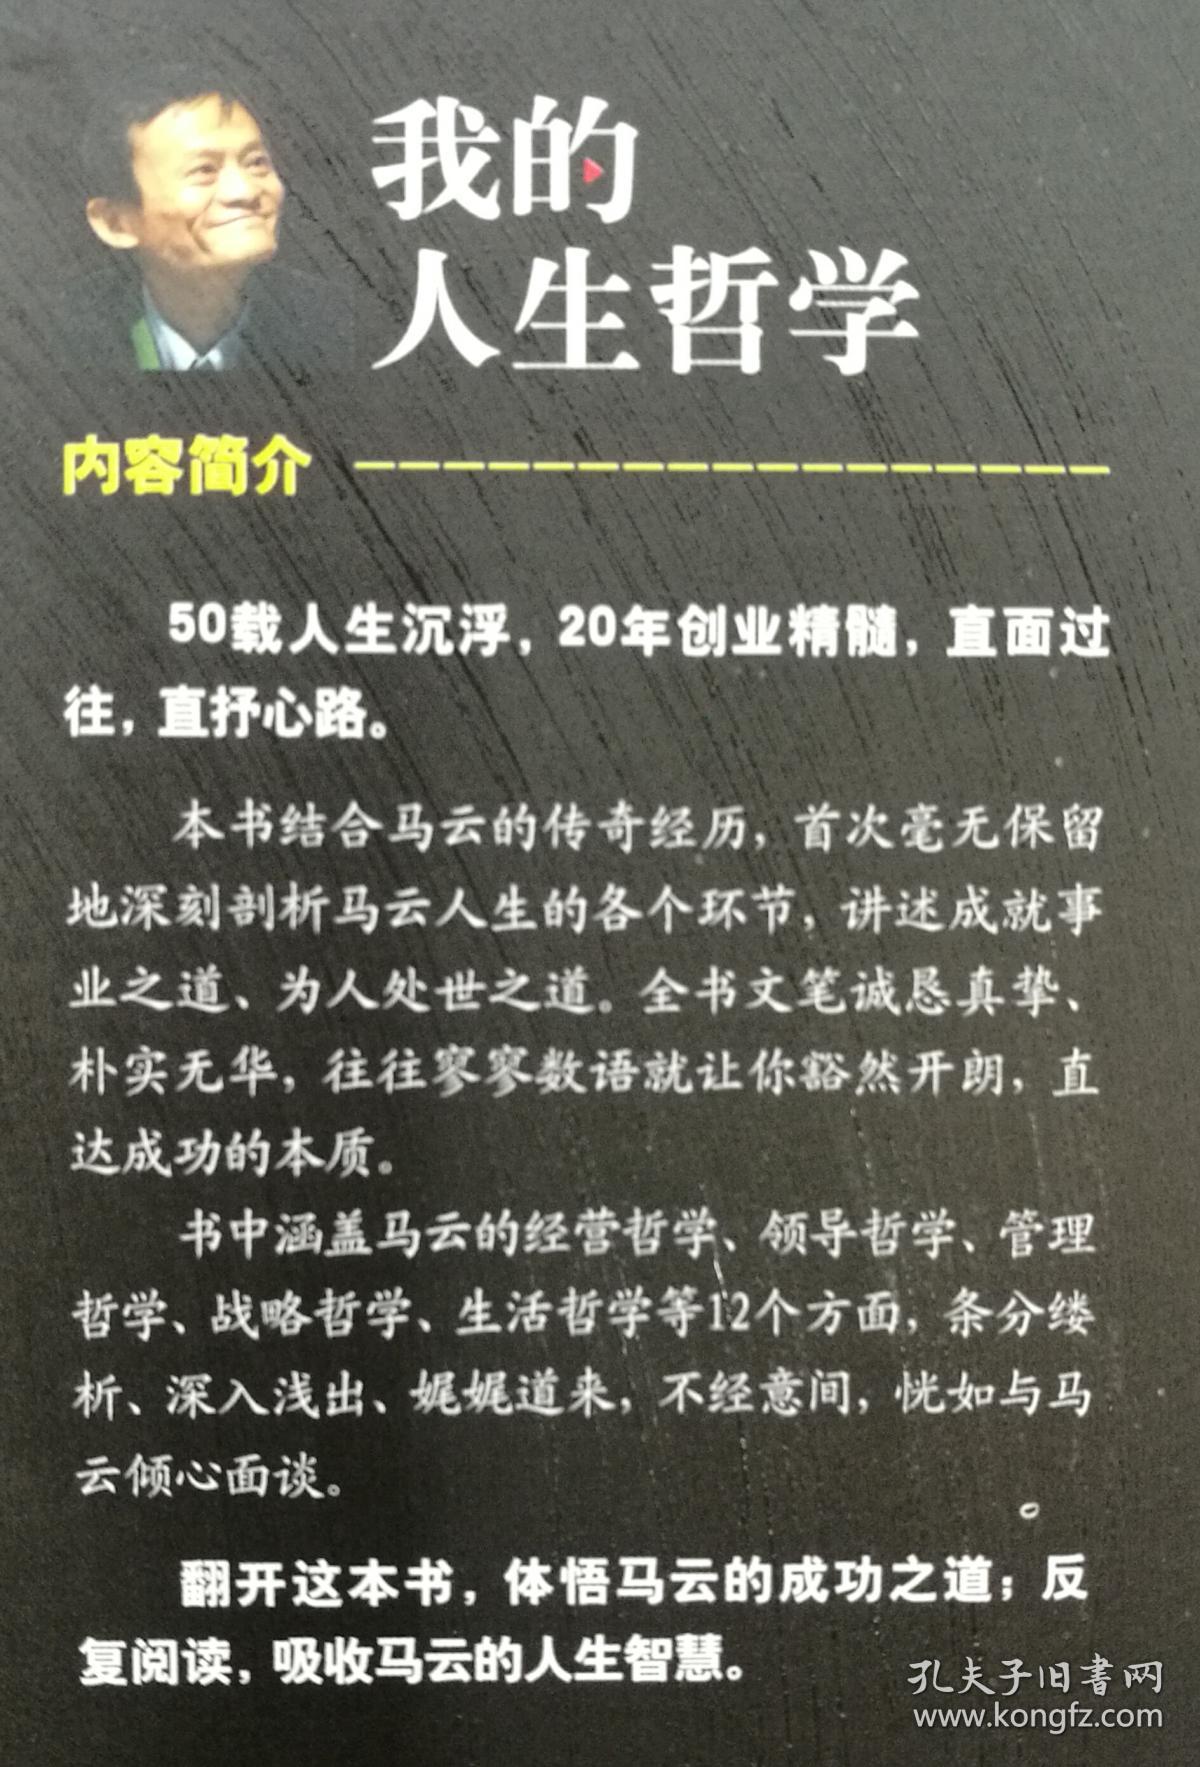 我的
人生哲学
内容简介
50载人生沉浮，20年创业精髓，直面过
往，直抒心路。
本书结合马云的传奇经历，首次毫无保留
地深刻剖析马云人生的各个环节，讲述成就事
业之道、为人处世之道。全书文笔诚恳真挚、
朴实无华，往往寥寥数语就让你豁然开朗，直
达成功的本质。
书中涵盖马云的经营哲学、领导哲学、管理
哲学、战略哲学、生活哲学等12个方面，条分缕
析、深入浅出、娓娓道来，不经意间，恍如与马
云倾心面谈。
翻开这本书，体悟马云的成功之道；反
复阅读，吸收马云的人生智慧。
孔夫子旧書网
www.kongfz.com